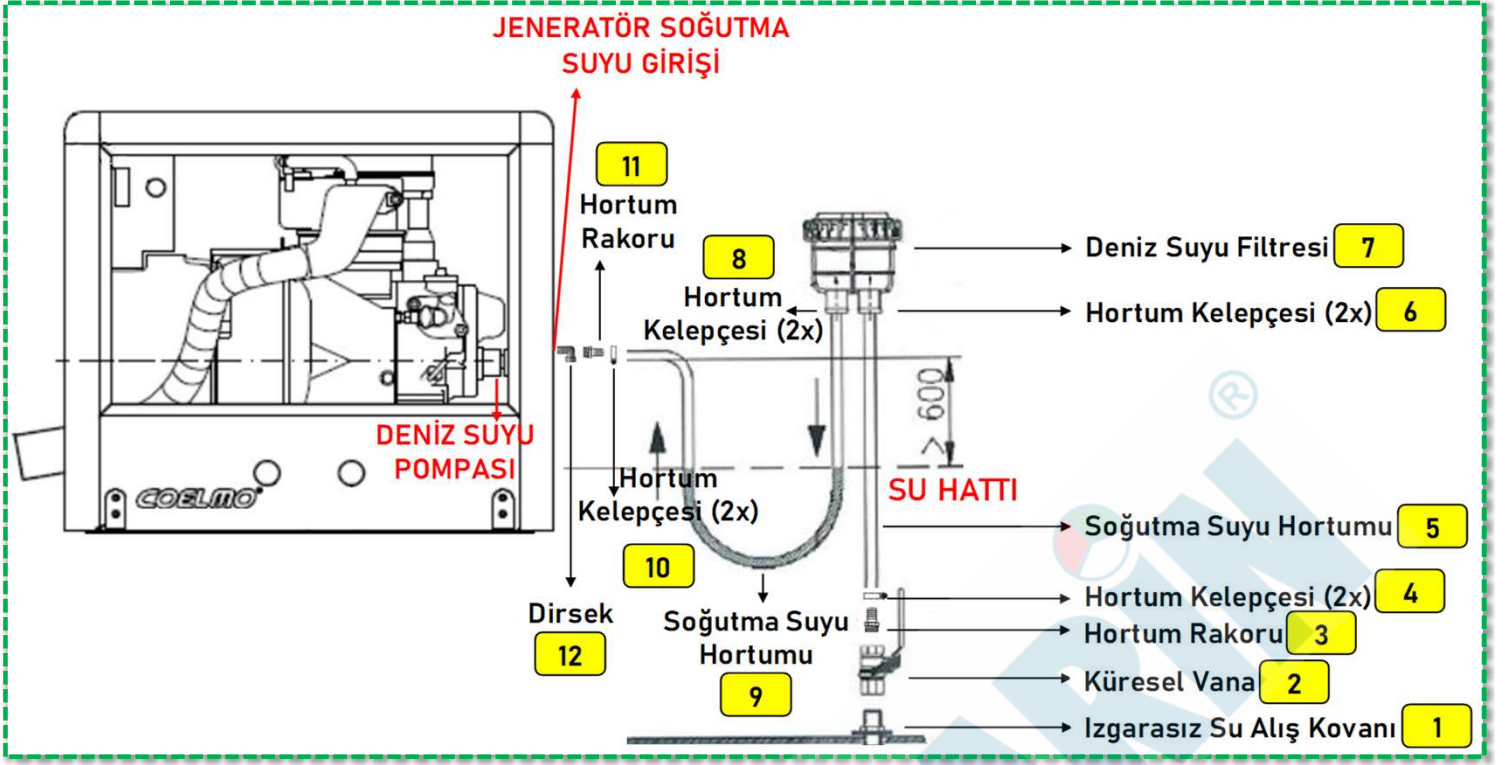 JENERATÖR SOĞUTMA
SUYU GİRİŞİ
11
Hortum
Rakoru
8
Hortum
Kelepçesi (2x)
Deniz Suyu Filtresi 7
Hortum Kelepçesi (2x) 6
> 600
DENİZ SUYU
POMPASI
COELMO®
Hortum
Kelepçesi (2x)
10
SU HATTI
®
Soğutma Suyu Hortumu 5
Hortum Kelepçesi (2x) 4
Hortum Rakoru 3
Küresel Vana 2
Izgarasız Su Alış Kovanı 1
Dirsek
12
Soğutma Suyu
Hortumu
9